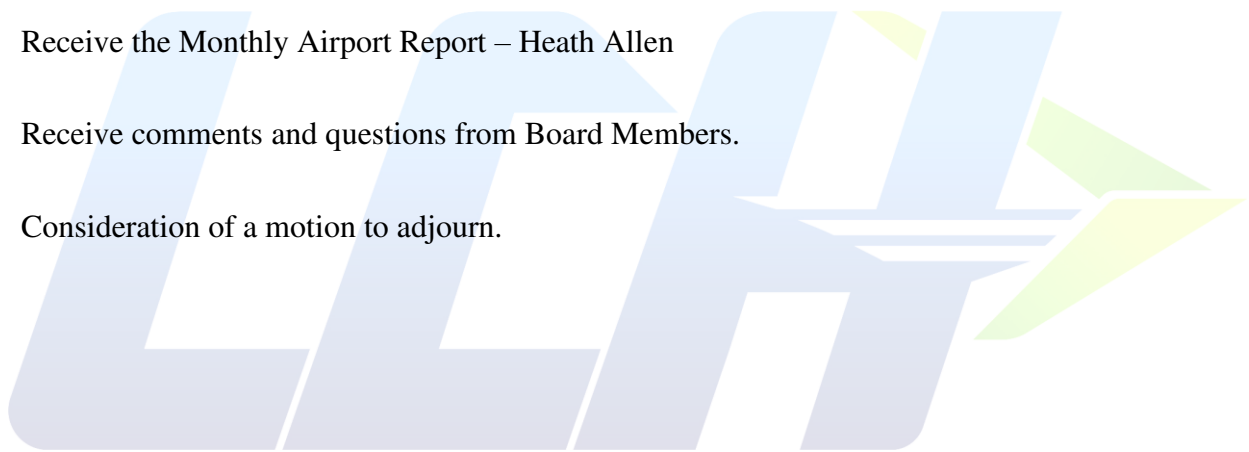 Receive the Monthly Airport Report – Heath Allen
Receive comments and questions from Board Members.
Consideration of a motion to adjourn.
LCH